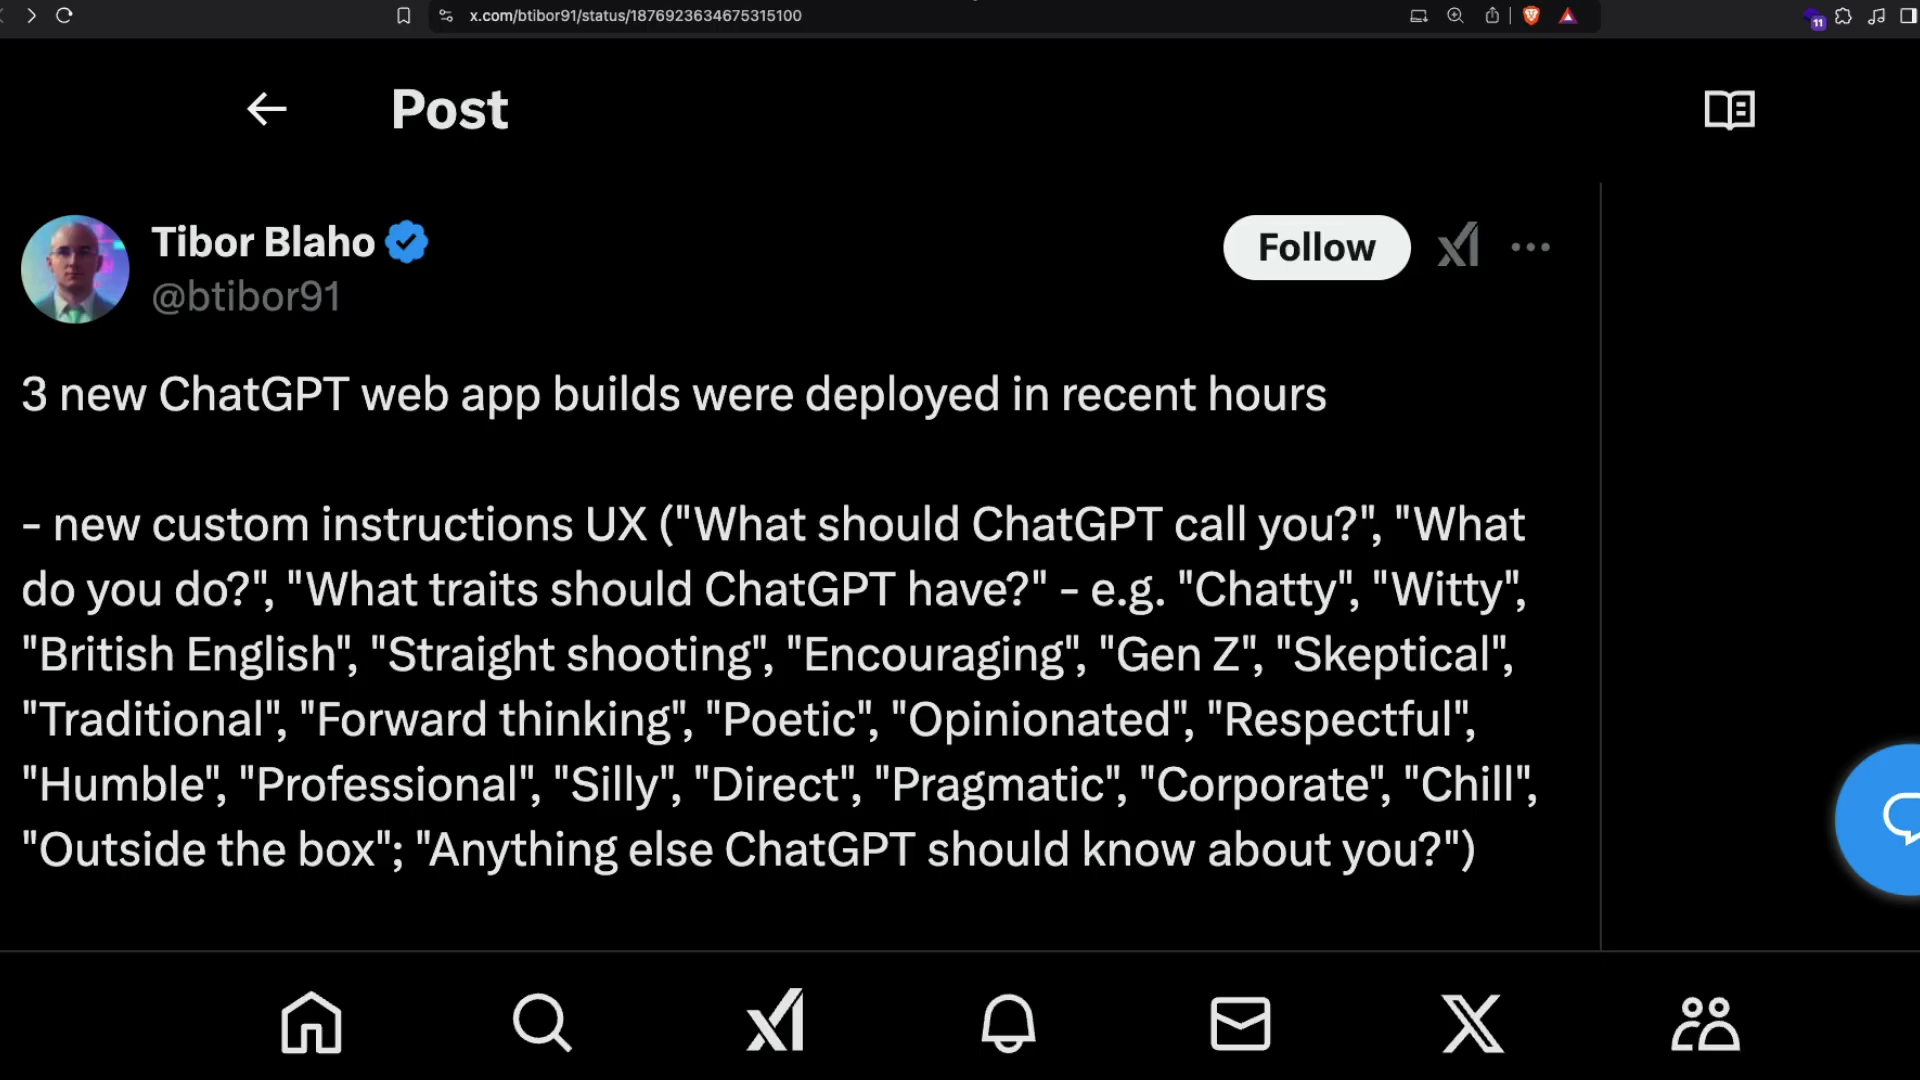 x.com/btibor91/status/1876923634675315100
11
Post
Tibor Blaho
@btibor91
Follow
3 new ChatGPT web app builds were deployed in recent hours
- new custom instructions UX ("What should ChatGPT call you?", "What
do you do?", "What traits should ChatGPT have?" - e.g. "Chatty", "Witty",
"British English", "Straight shooting", "Encouraging", "Gen Z", "Skeptical",
"Traditional", "Forward thinking", "Poetic", "Opinionated", "Respectful",
"Humble", "Professional", "Silly", "Direct", "Pragmatic", "Corporate", "Chill",
"Outside the box"; "Anything else ChatGPT should know about you?")